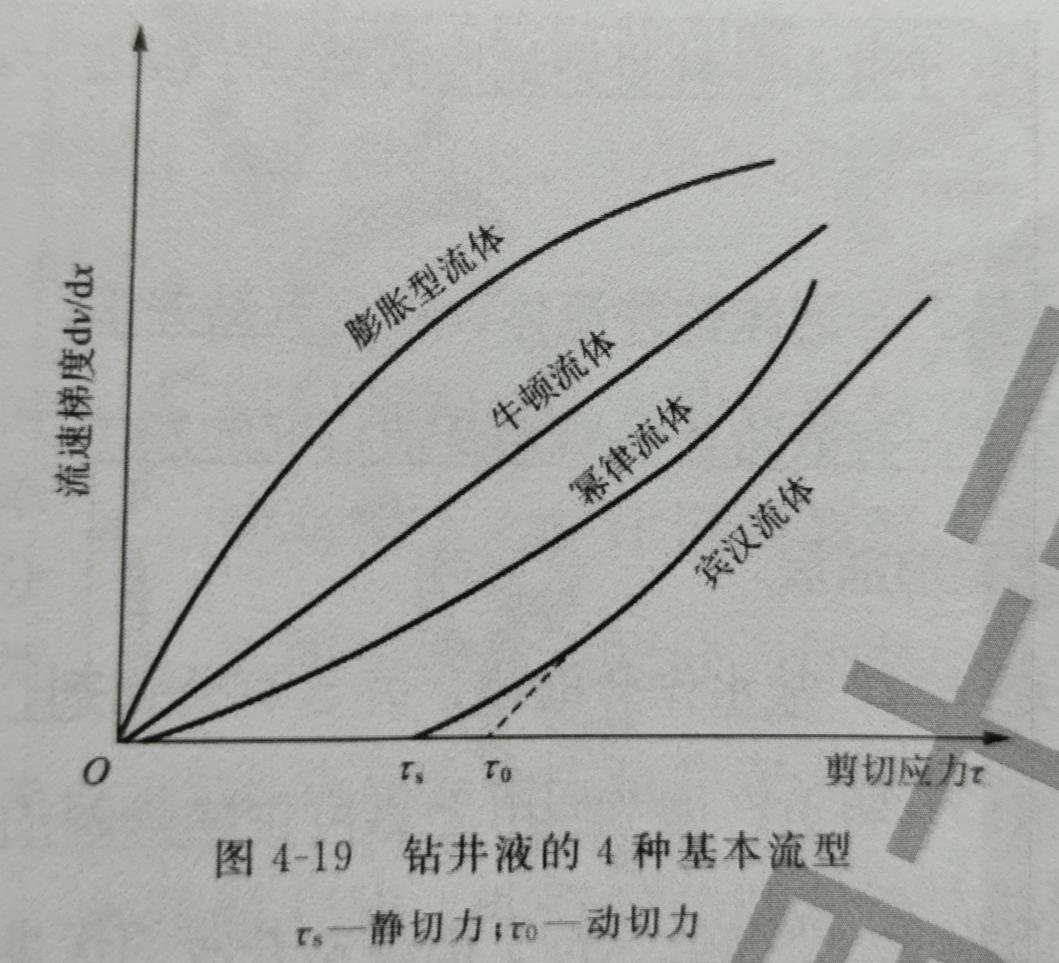 流速梯度dv/dx
膨胀型流体
牛顿流体
幂律流体
宾汉流体
O
τs
τ0
剪切应力τ
图 4-19 钻井液的 4 种基本流型
τs—静切力;τ0—动切力